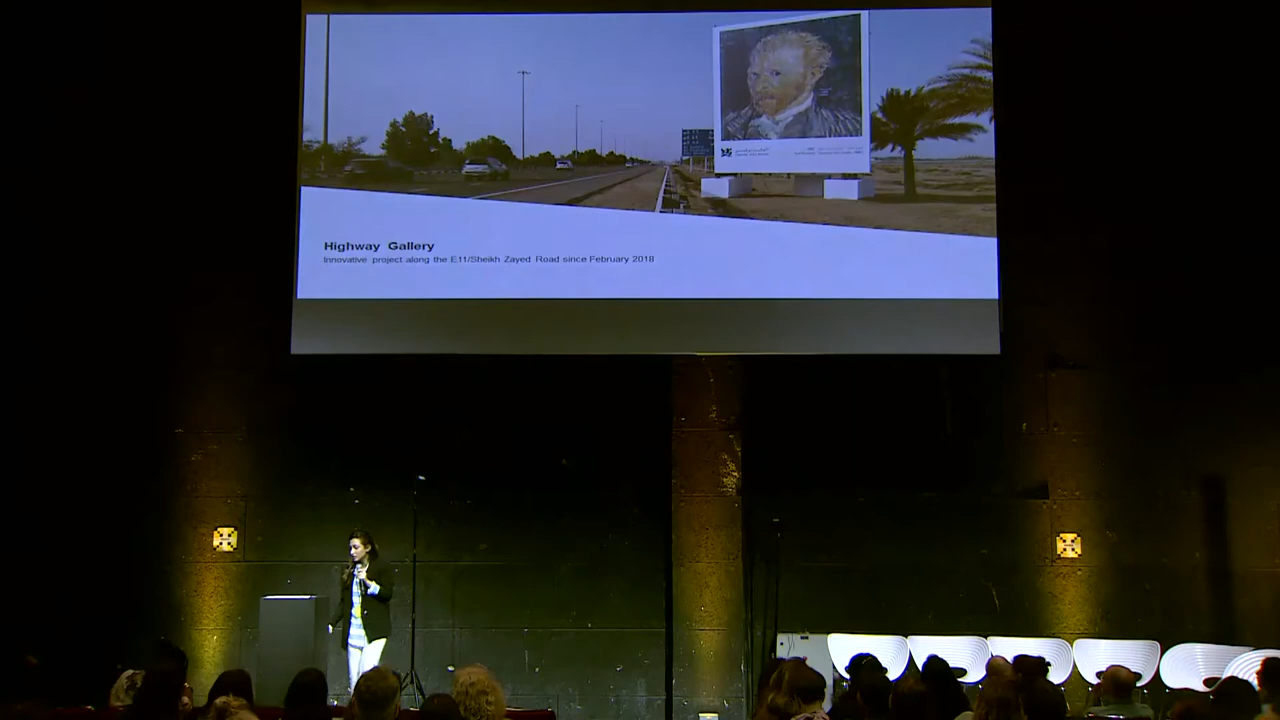 Highway Gallery
Innovative project along the E11/Sheikh Zayed Road since February 2018